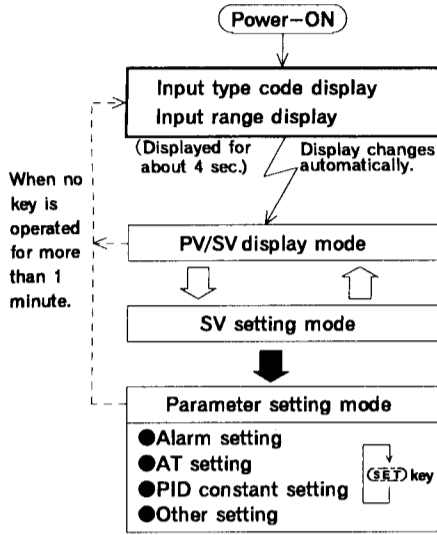 Power-ON
Input type code display
Input range display
(Displayed for
about 4 sec.)
Display changes
automatically.
When no
key is
operated
for more
than 1
minute.
PV/SV display mode
SV setting mode
Parameter setting mode
●Alarm setting
●AT setting
●PID constant setting
●Other setting
(SET) key